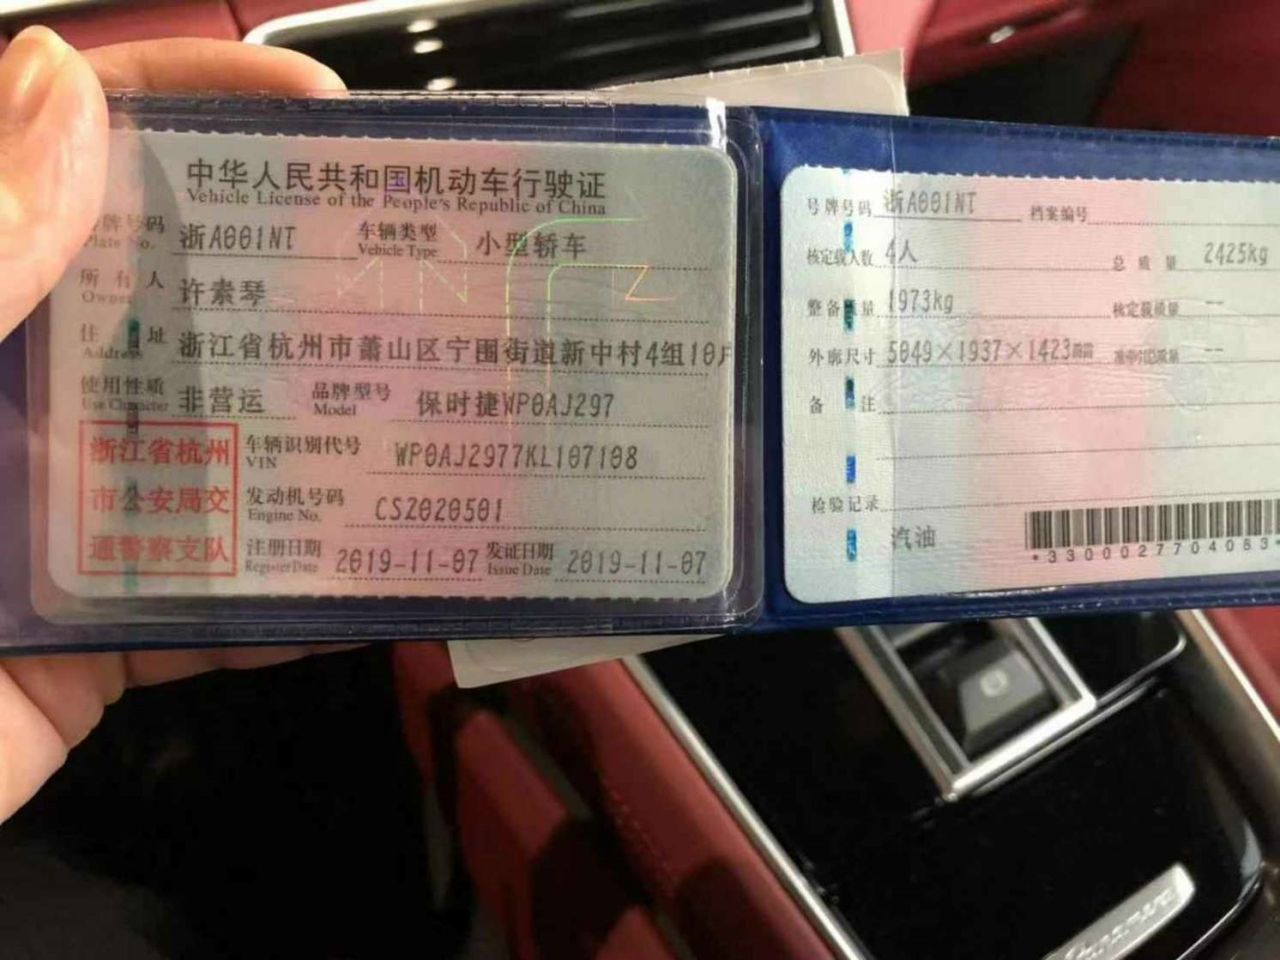 中华人民共和国机动车行驶证
Vehicle License of the People's Republic of China
号牌号码 浙A001NT 车辆类型 小型轿车
Plate No. Vehicle Type
所有人 许素琴
Owner
住址 浙江省杭州市萧山区宁围街道新中村4组10户
Address
使用性质 非营运 品牌型号 保时捷WP0AJ297
Use Character Model
浙江省杭州
市公安局交
通警察支队
车辆识别代号 WP0AJ2977KL107108
VIN
发动机号码 CSZ020501
Engine No.
注册日期 2019-11-07 发证日期 2019-11-07
Register Date Issue Date
号牌号码 浙A001NT 档案编号
核定载人数 4人 总质量 2425kg
整备质量 1973kg 核定载质量 --
外廓尺寸 5049×1937×1423mm --
备注
检验记录
汽油
*3300027704083*